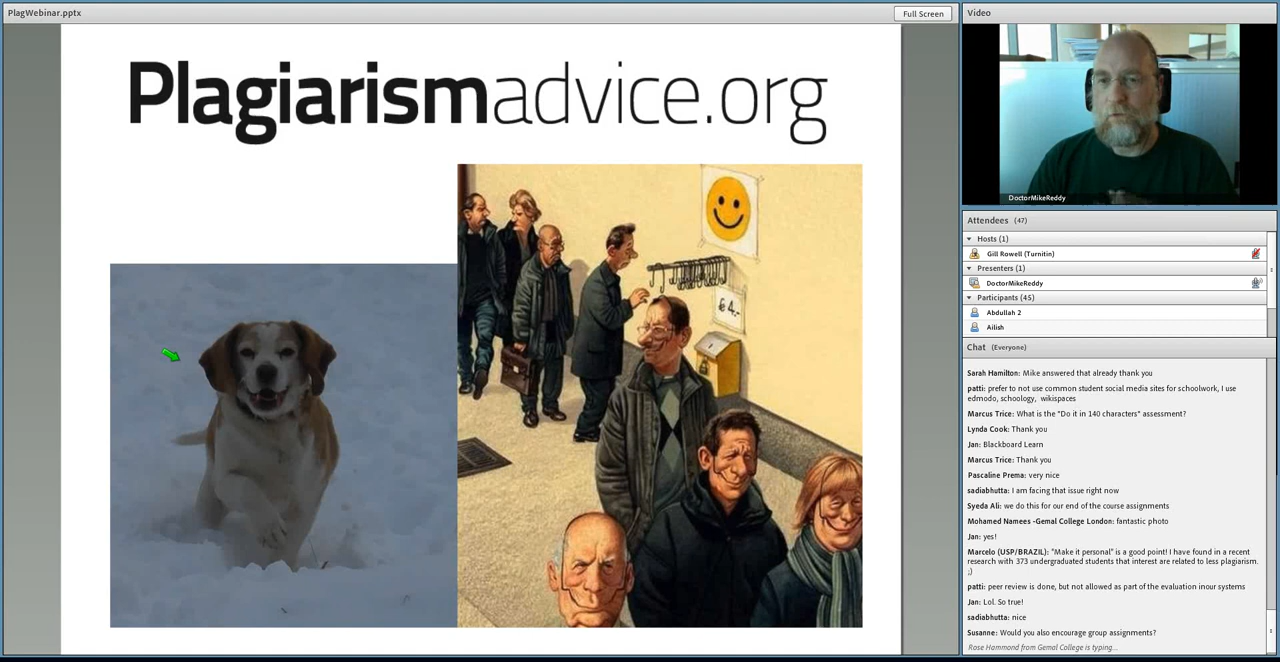 PlagWebinar.pptx
Full Screen
Plagiarismadvice.org
€ 4,-
Video
DoctorMikeReddy
Attendees (47)
Hosts (1)
Gill Rowell (Turnitin)
Presenters (1)
DoctorMikeReddy
Participants (45)
Abdullah 2
Ailish
Chat (Everyone)
Sarah Hamilton: Mike answered that already thank you
patti: prefer to not use common student social media sites for schoolwork, I use
edmodo, schoology, wikispaces
Marcus Trice: What is the "Do it in 140 characters" assessment?
Lynda Cook: Thank you
Jan: Blackboard Learn
Marcus Trice: Thank you
Pascaline Prema: very nice
sadiabhutta: I am facing that issue right now
Syeda Ali: we do this for our end of the course assignments
Mohamed Namees -Gemal College London: fantastic photo
Jan: yes!
Marcelo (USP/BRAZIL): "Make it personal" is a good point! I have found in a recent
research with 373 undergraduated students that interest are related to less plagiarism.
;)
patti: peer review is done, but not allowed as part of the evaluation inour systems
Jan: Lol. So true!
sadiabhutta: nice
Susanne: Would you also encourage group assignments?
Rose Hammond from Gemal College is typing...